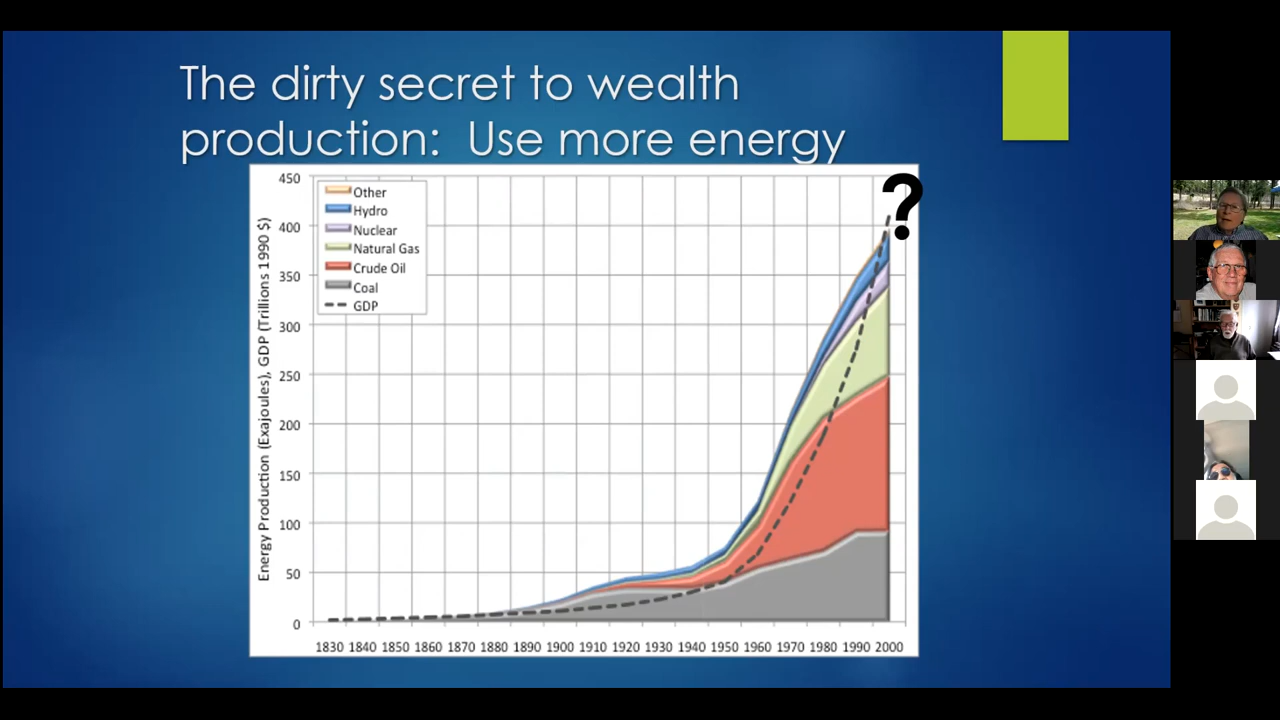 The dirty secret to wealth
production: Use more energy
?
Energy Production (Exajoules), GDP (Trillions 1990 $)
450
400
350
300
250
200
150
100
50
0
Other
Hydro
Nuclear
Natural Gas
Crude Oil
Coal
GDP
1830 1840 1850 1860 1870 1880 1890 1900 1910 1920 1930 1940 1950 1960 1970 1980 1990 2000